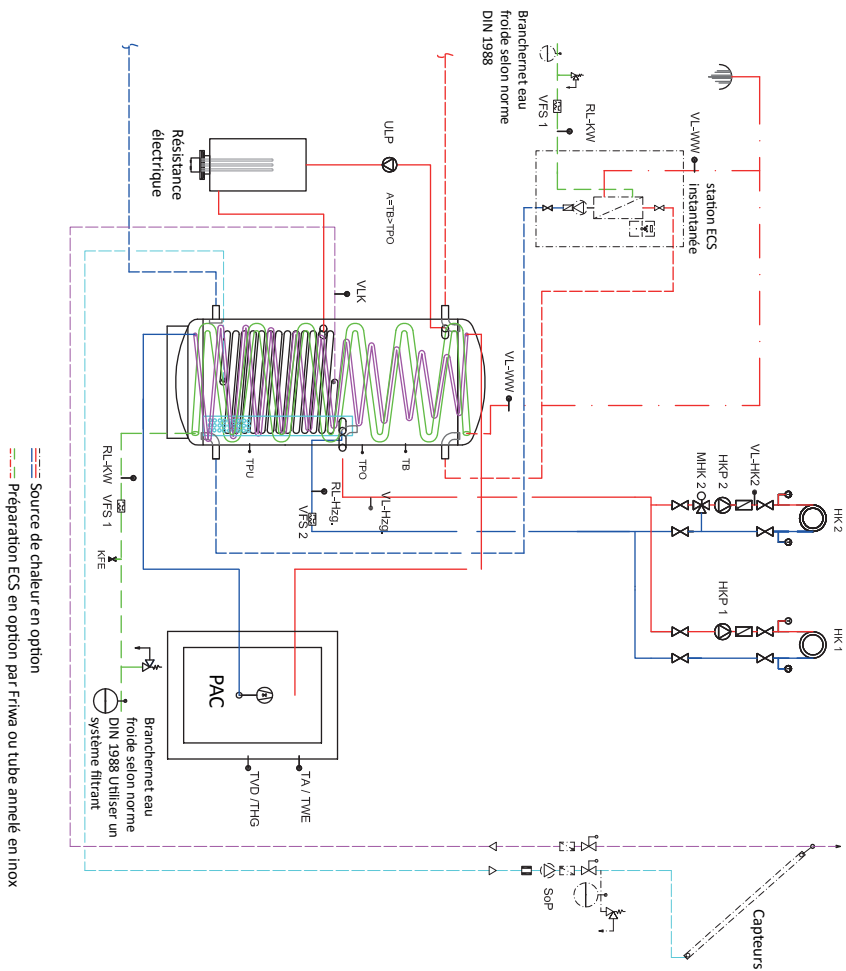 Branchernet eau
froide selon norme
DIN 1988
VFS 1
RL-KW
VL-WW
station ECS
instantanée
Résistance
électrique
ULP
A=TB>TPO
VLK
VL-WW
TPU
TPO
TB
RL-Hzg.
VFS 2
VL-Hzg.
RL-KW
VFS 1
KFE
VL-HK2
HKP 2
MHK 2
HK 2
HKP 1
HK 1
PAC
TVD /THG
TA / TWE
Branchernet eau
froide selon norme
DIN 1988 Utiliser un
système filtrant
SoP
Capteurs
Source de chaleur en option
Préparation ECS en option par Friwa ou tube annelé en inox